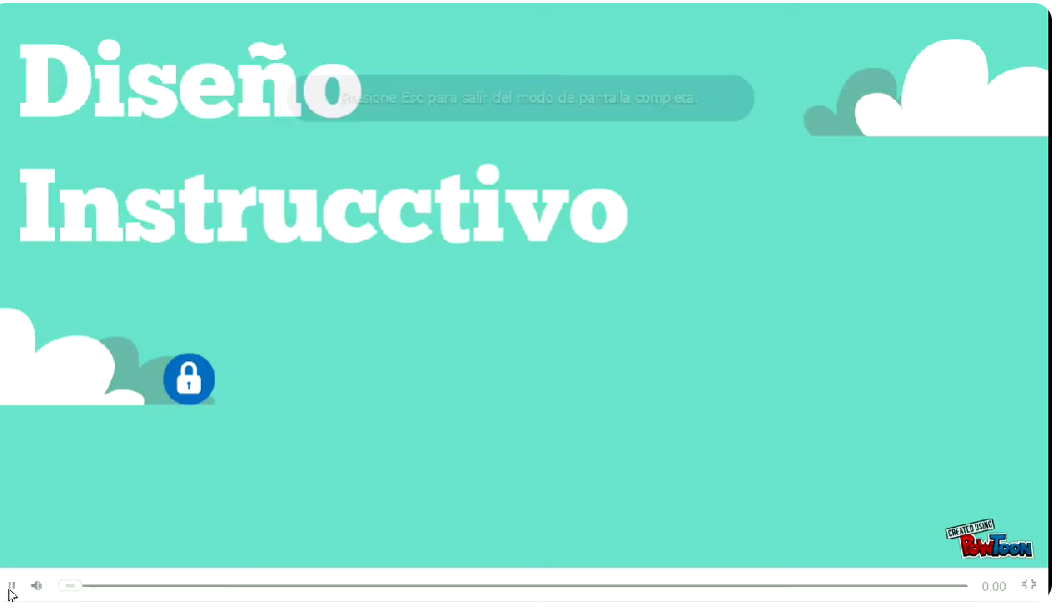 Diseño
Presione Esc para salir del modo de pantalla completa.
Instrucctivo
CREATED USING
POWTOON
0:00